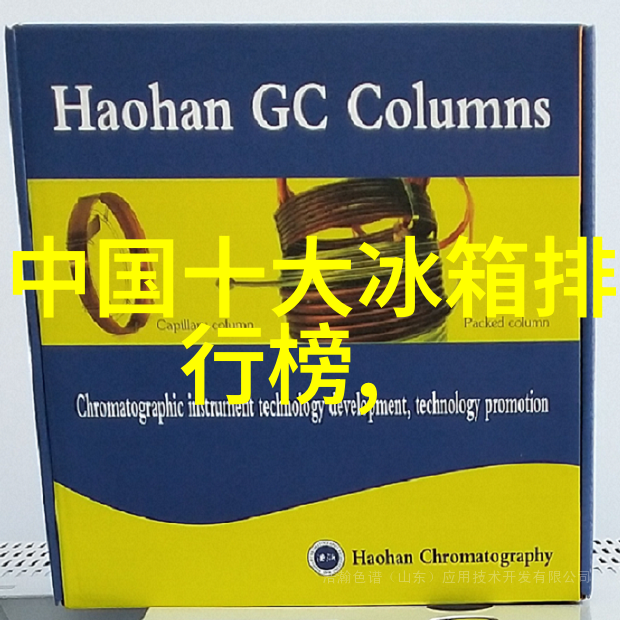 Haohan GC Columns
中国十大冰箱排
行榜,
Capillary column
Packed column
Chromatographic instrument technology development, technology promotion
Haohan Chromatography
浩瀚色谱（山东）应用技术开发有限公司